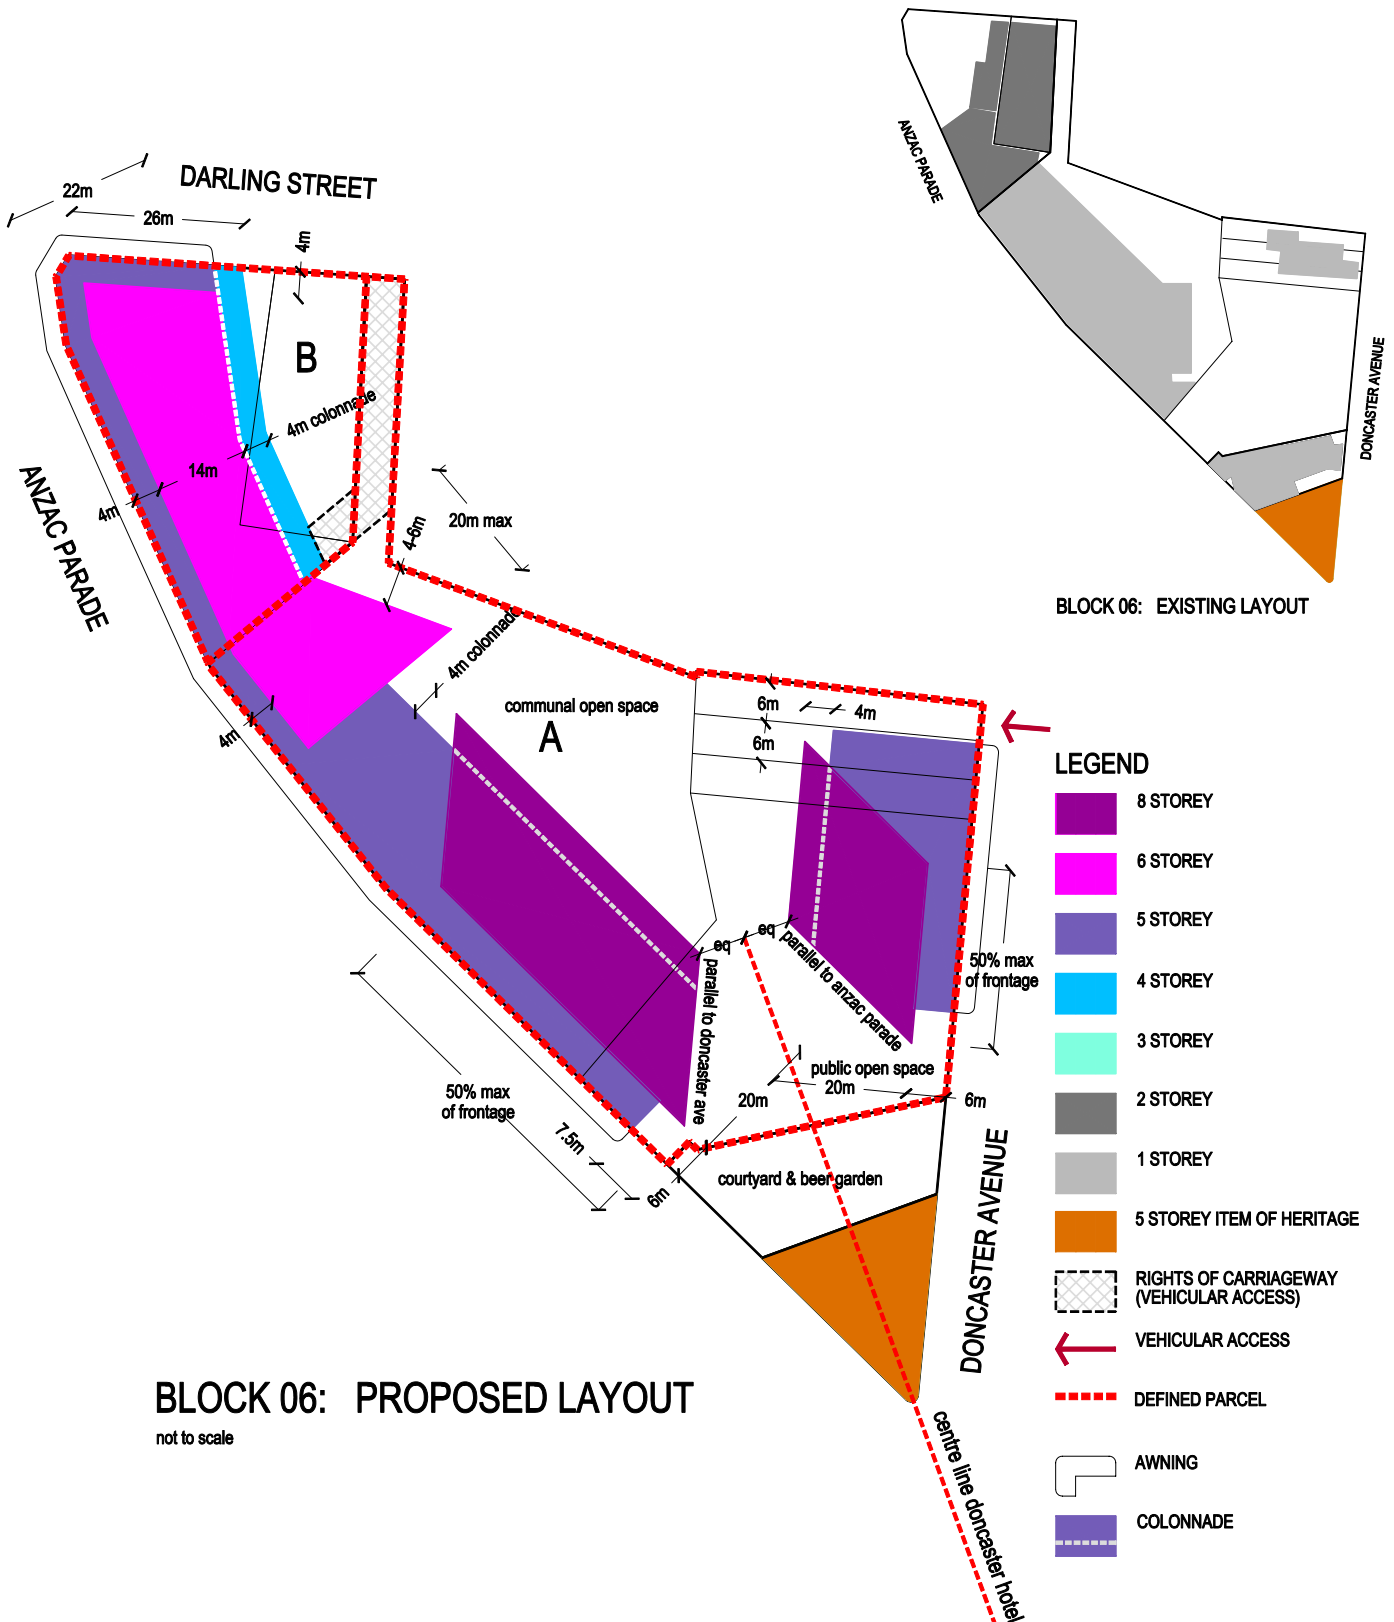 DARLING STREET
22m
26m
4m
ANZAC PARADE
B
4m colonnade
14m
4m
20m max
4-6m
4m colonnade
communal open space
A
4m
6m
4m
6m
eq
eq
parallel to doncaster ave
parallel to anzac parade
50% max
of frontage
50% max
of frontage
public open space
20m
20m
6m
7.5m
6m
courtyard & beer garden
DONCASTER AVENUE
centre line doncaster hotel
BLOCK 06: PROPOSED LAYOUT
not to scale
ANZAC PARADE
DONCASTER AVENUE
BLOCK 06: EXISTING LAYOUT
LEGEND
8 STOREY
6 STOREY
5 STOREY
4 STOREY
3 STOREY
2 STOREY
1 STOREY
5 STOREY ITEM OF HERITAGE
RIGHTS OF CARRIAGEWAY
(VEHICULAR ACCESS)
VEHICULAR ACCESS
DEFINED PARCEL
AWNING
COLONNADE